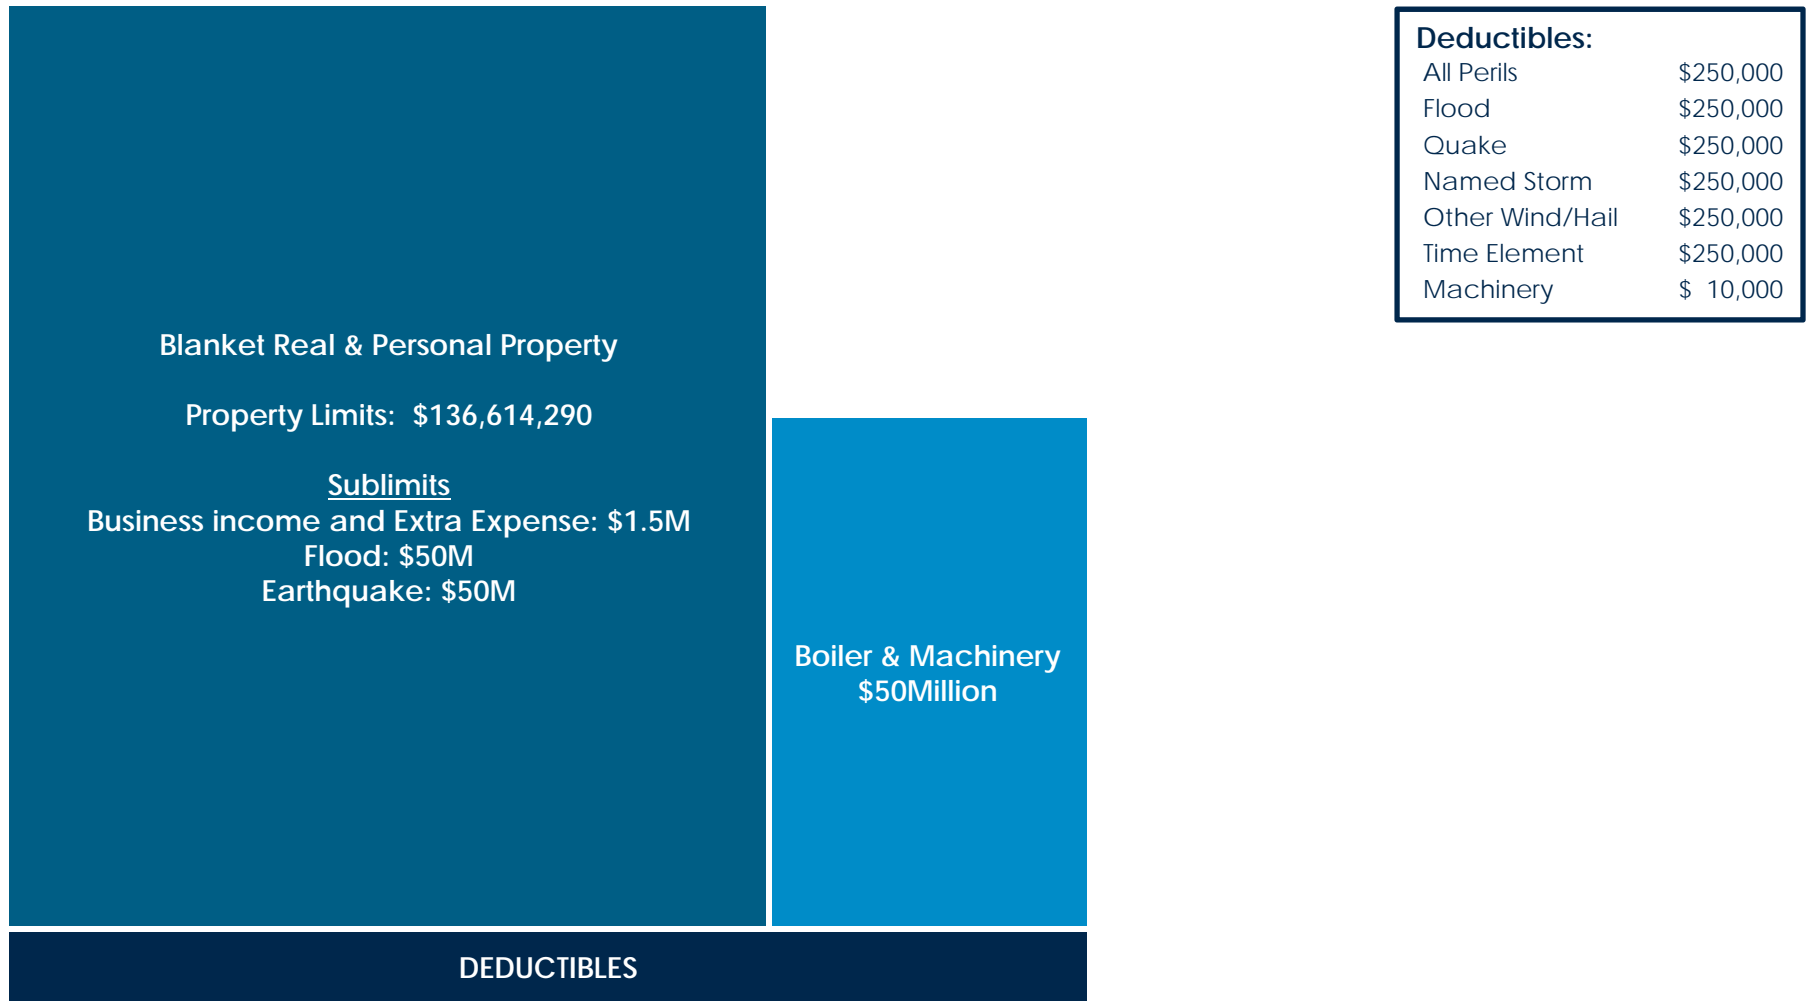 Blanket Real & Personal Property
Property Limits: $136,614,290
Sublimits
Business income and Extra Expense: $1.5M
Flood: $50M
Earthquake: $50M
Boiler & Machinery
$50Million
DEDUCTIBLES
Deductibles:
All Perils $250,000
Flood $250,000
Quake $250,000
Named Storm $250,000
Other Wind/Hail $250,000
Time Element $250,000
Machinery $ 10,000